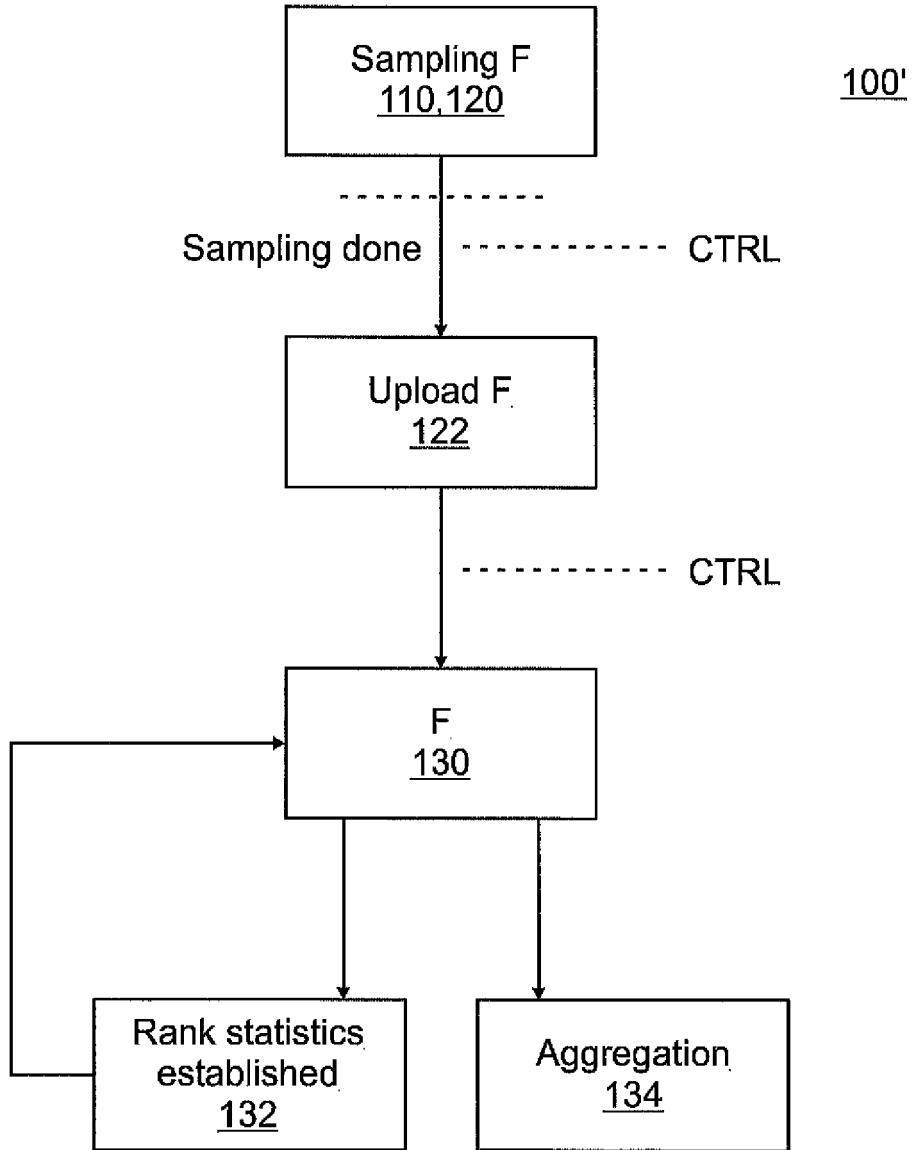 Sampling F
110,120
100'
Sampling done
CTRL
Upload F
122
CTRL
F
130
Rank statistics
established
132
Aggregation
134